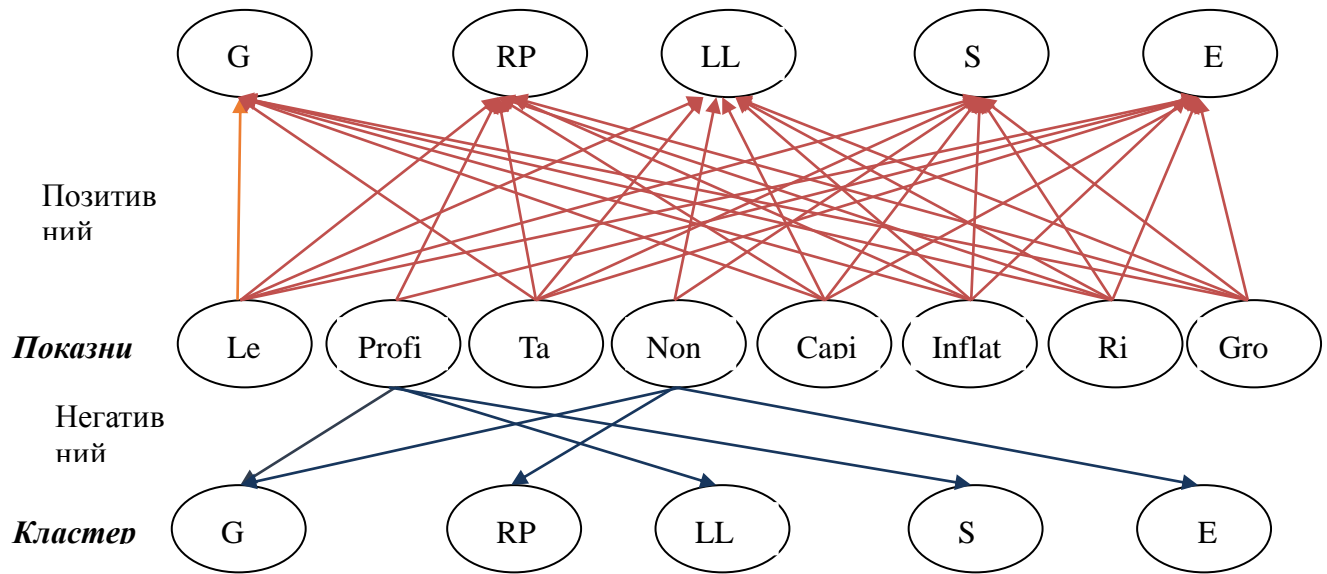 G RP LL S E
Позитив
ний
Показни Le Profi Ta Non Capi Inflat Ri Gro
Негатив
ний
Кластер G RP LL S E